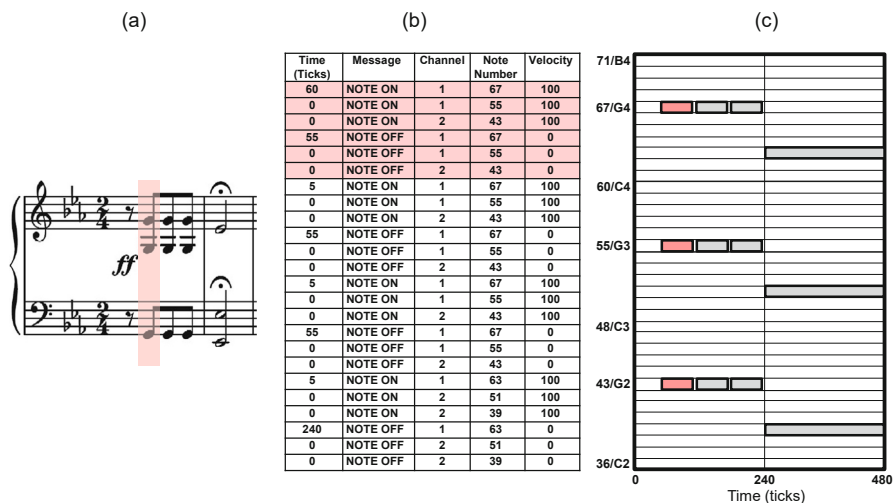 (a)
(b)
(c)
Time (Ticks) Message Channel Note Number Velocity
60 NOTE ON 1 67 100
0 NOTE ON 1 55 100
0 NOTE ON 2 43 100
55 NOTE OFF 1 67 0
0 NOTE OFF 1 55 0
0 NOTE OFF 2 43 0
5 NOTE ON 1 67 100
0 NOTE ON 1 55 100
0 NOTE ON 2 43 100
55 NOTE OFF 1 67 0
0 NOTE OFF 1 55 0
0 NOTE OFF 2 43 0
5 NOTE ON 1 67 100
0 NOTE ON 1 55 100
0 NOTE ON 2 43 100
55 NOTE OFF 1 67 0
0 NOTE OFF 1 55 0
0 NOTE OFF 2 43 0
5 NOTE ON 1 63 100
0 NOTE ON 2 51 100
0 NOTE ON 2 39 100
240 NOTE OFF 1 63 0
0 NOTE OFF 2 51 0
0 NOTE OFF 2 39 0
2
4
ff
2
4
71/B4
67/G4
60/C4
55/G3
48/C3
43/G2
36/C2
0 240 480
Time (ticks)